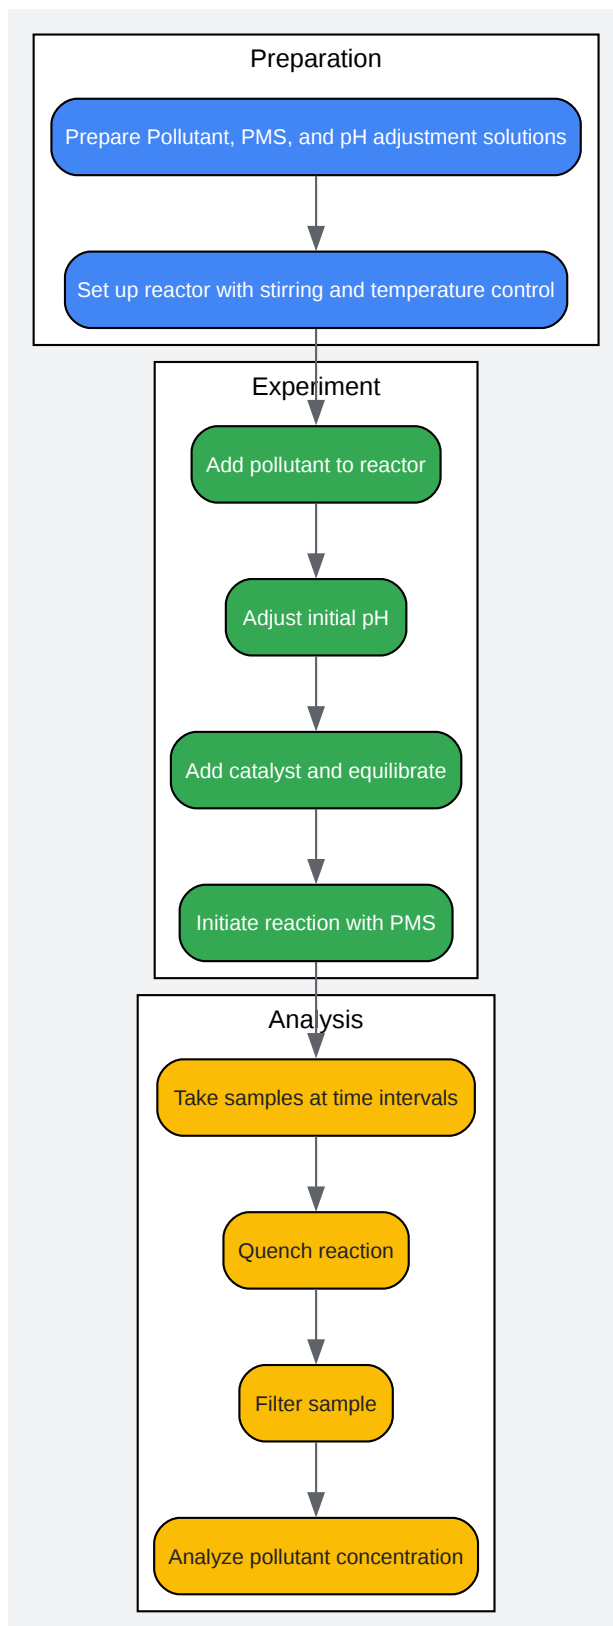 Preparation
Prepare Pollutant, PMS, and pH adjustment solutions
Set up reactor with stirring and temperature control
Experiment
Add pollutant to reactor
Adjust initial pH
Add catalyst and equilibrate
Initiate reaction with PMS
Analysis
Take samples at time intervals
Quench reaction
Filter sample
Analyze pollutant concentration